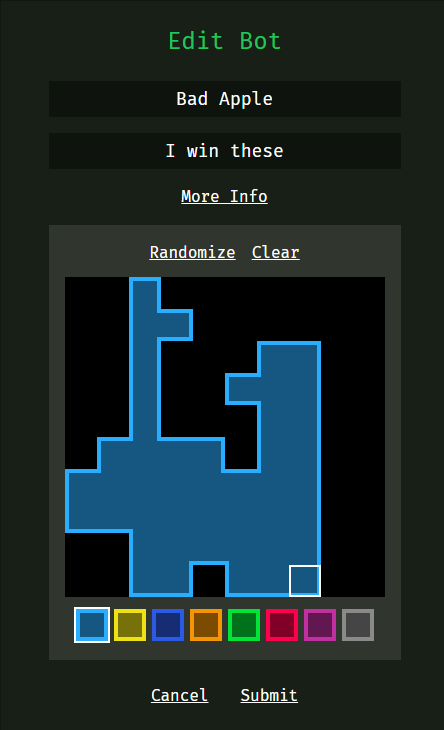 Edit Bot
Bad Apple
I win these
More Info
Randomize Clear
Cancel Submit